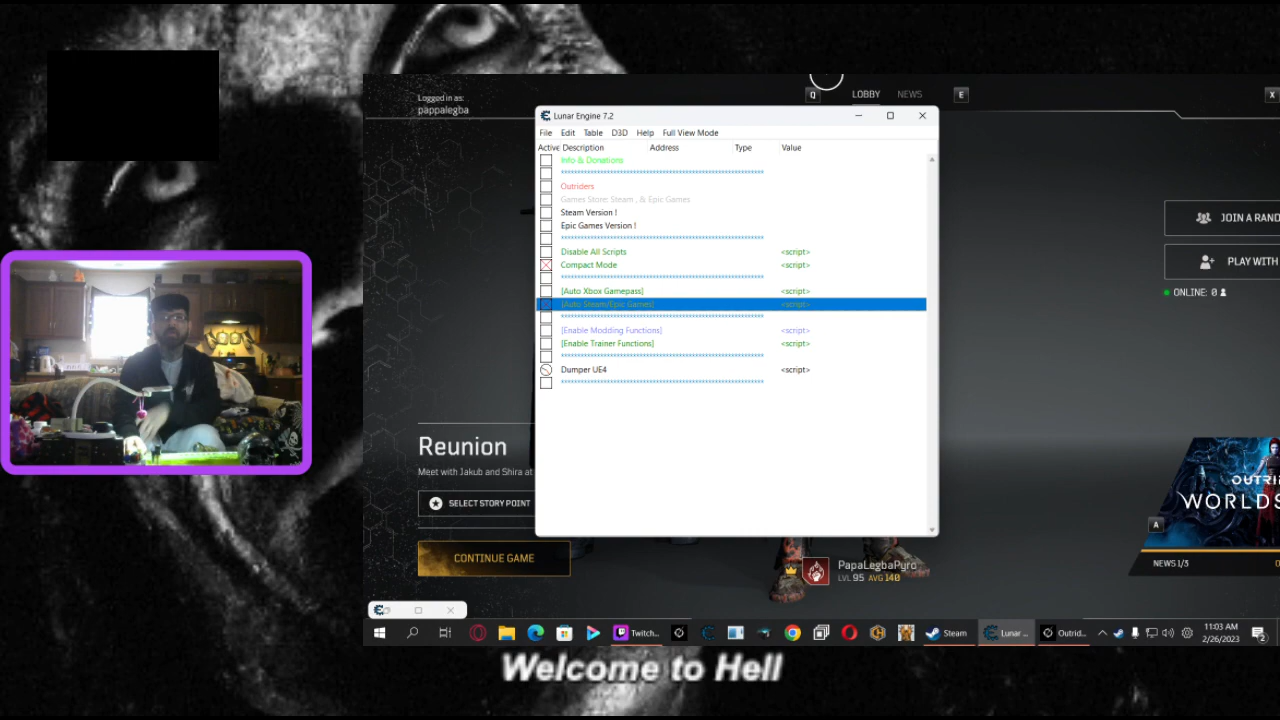 Logged in as:
pappalegba
Q LOBBY NEWS E X
Lunar Engine 7.2
File Edit Table D3D Help Full View Mode
Active Description Address Type Value
Info & Donations
Outriders
Games Store: Steam , & Epic Games
Steam Version !
Epic Games Version !
Disable All Scripts <script>
Compact Mode <script>
[Auto Xbox Gamepass] <script>
[Auto Steam/Epic Games] <script>
[Enable Modding Functions] <script>
[Enable Trainer Functions] <script>
Dumper UE4 <script>
JOIN A RAND
PLAY WITH
ONLINE: 0
Reunion
Meet with Jakub and Shira at
SELECT STORY POINT
CONTINUE GAME
OUTRI
WORLDS
A
NEWS 1/3
PapaLegbaPyro
LVL 95 AVG 140
Twitch...
Steam
Lunar ...
Outrid...
11:03 AM
2/26/2023
2
Welcome to Hell